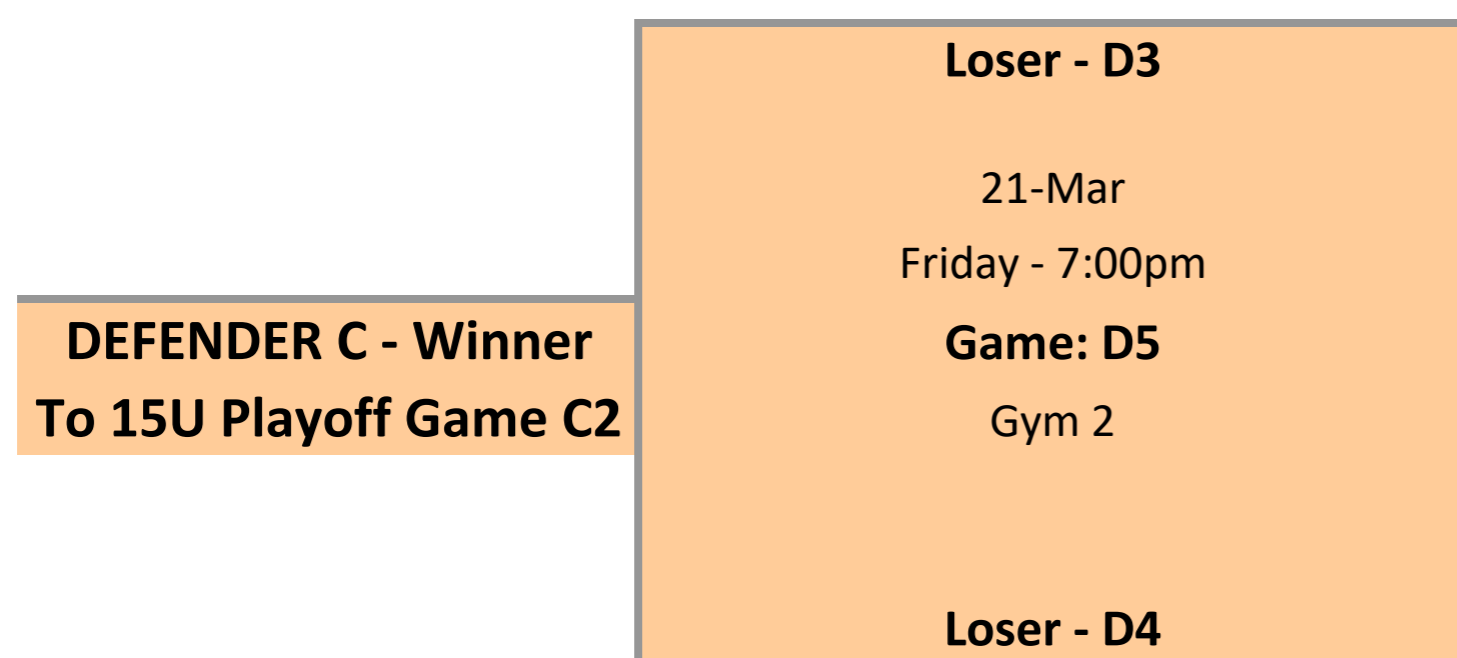 Loser - D3
21-Mar
Friday - 7:00pm
DEFENDER C - Winner
To 15U Playoff Game C2
Game: D5
Gym 2
Loser - D4